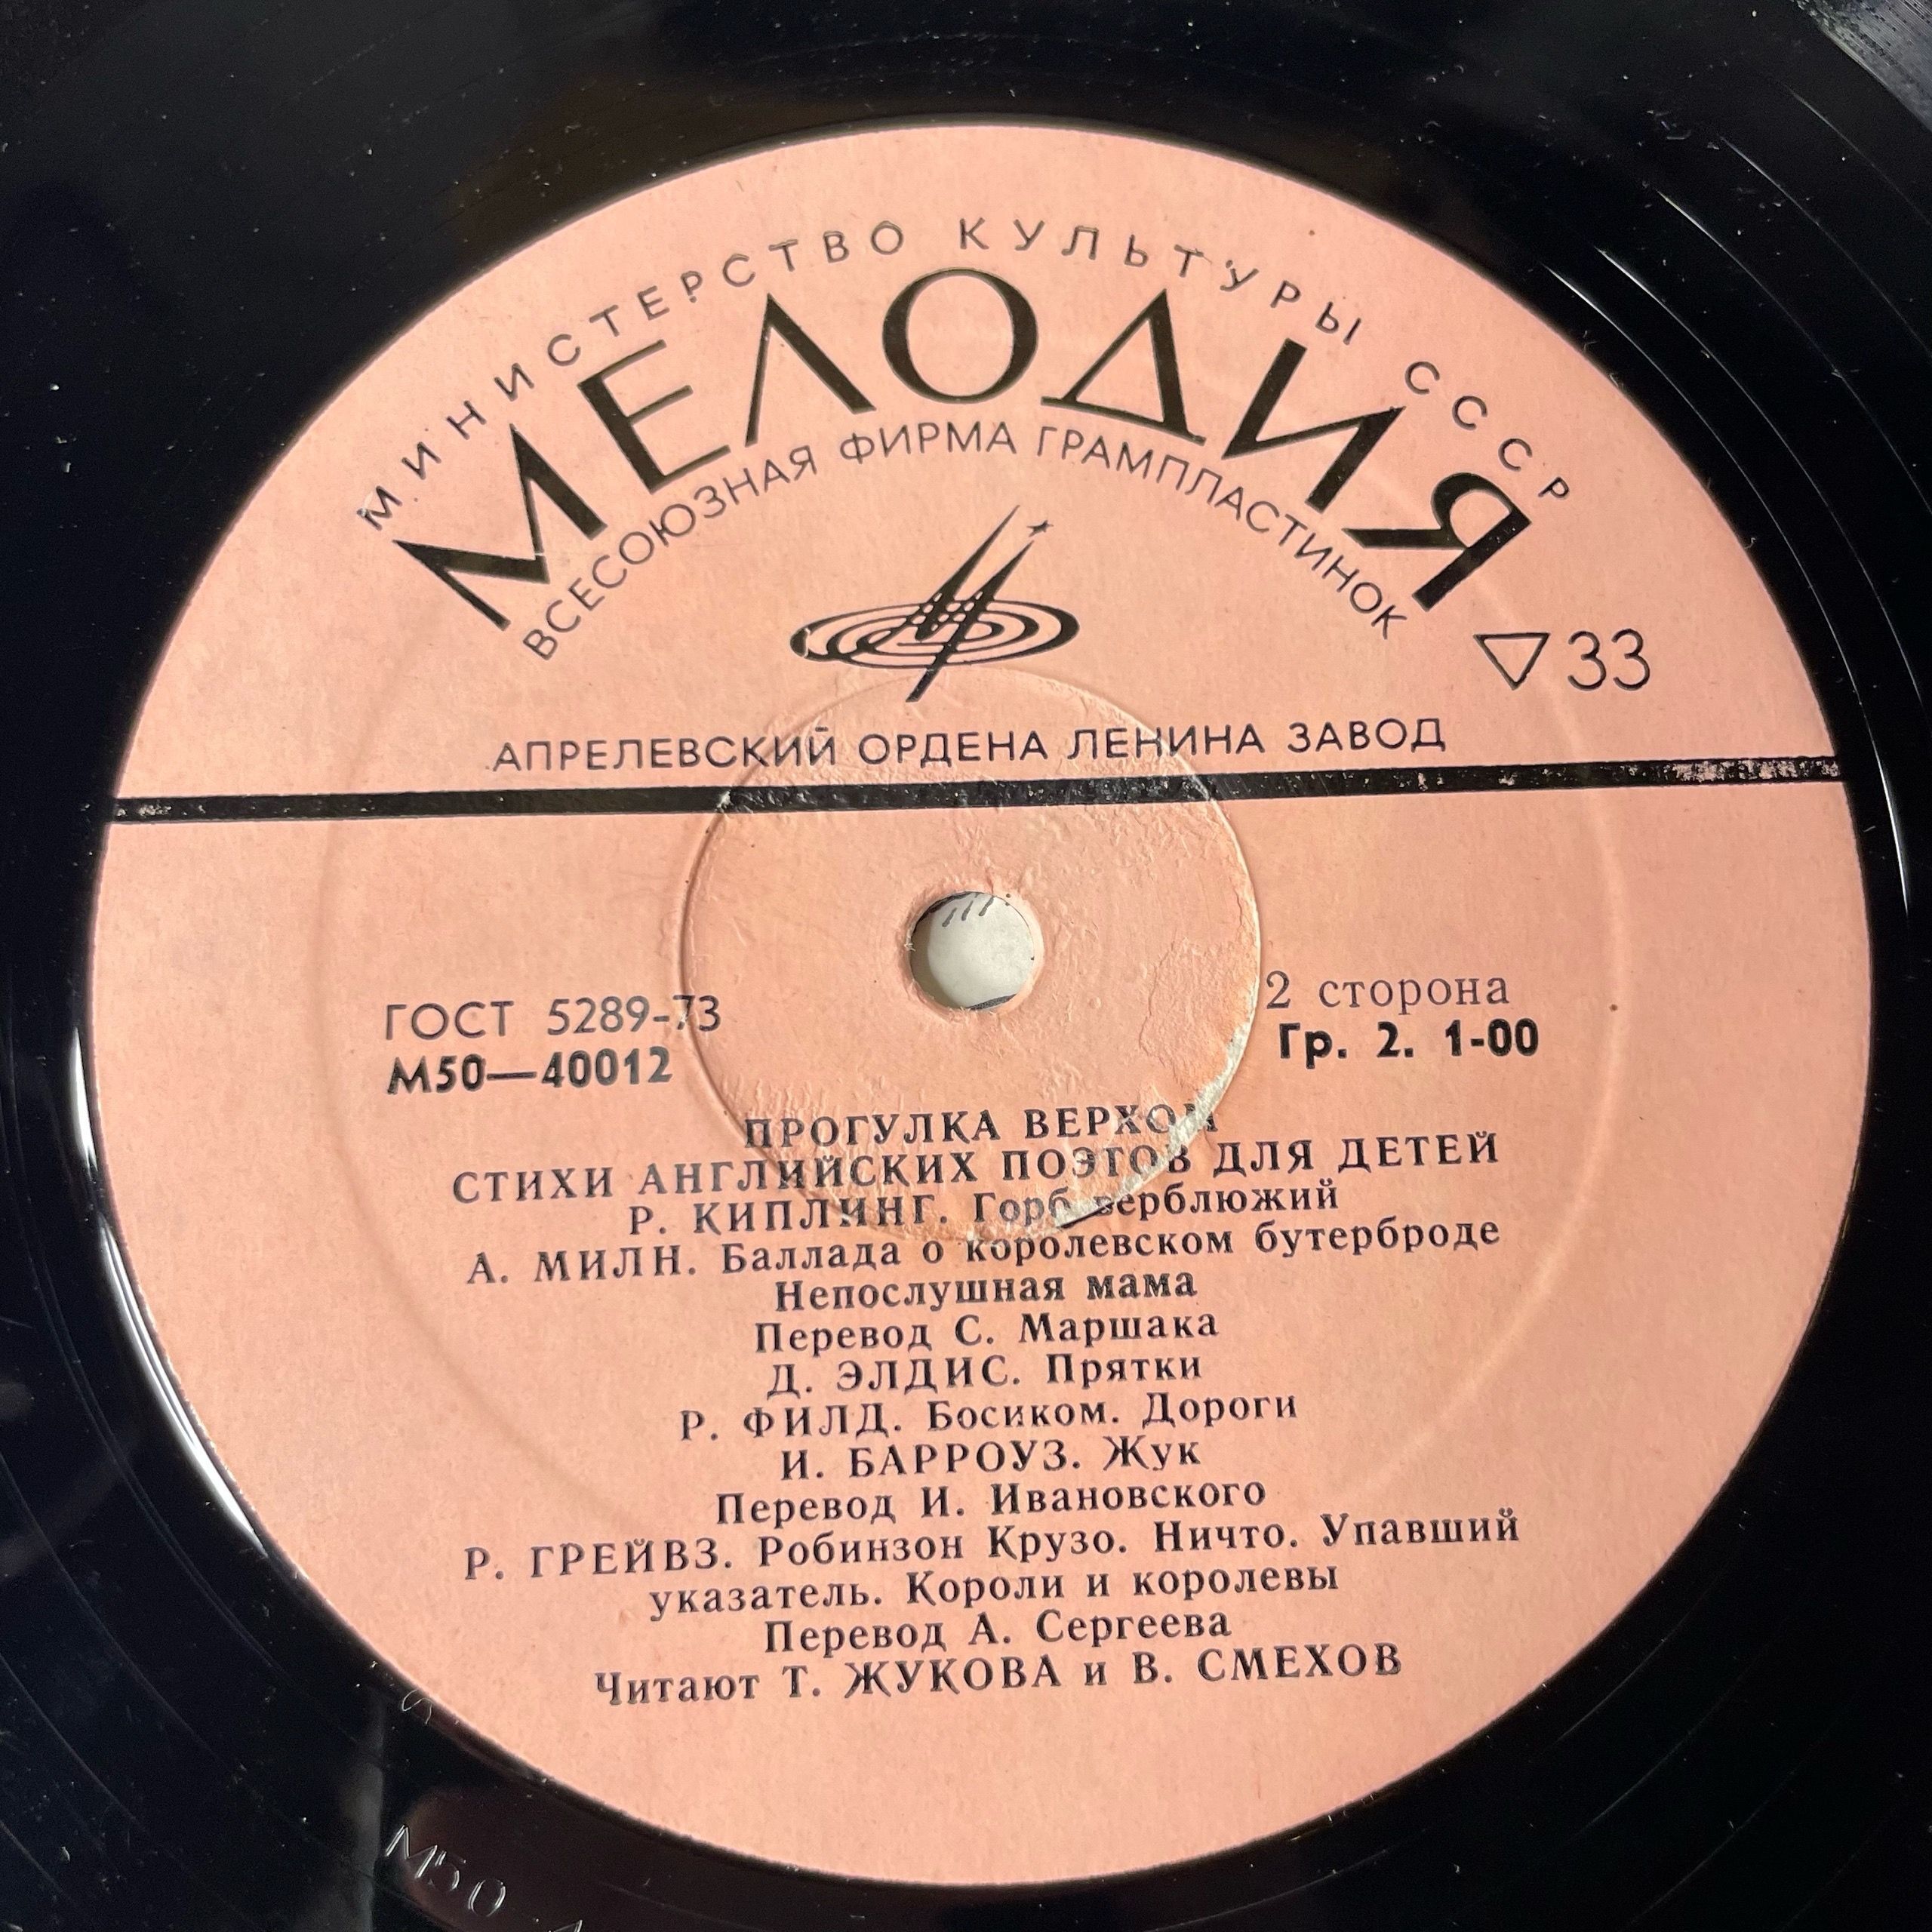 МИНИСТЕРСТВО КУЛЬТУРЫ СССР
МЕЛОДИЯ
ВСЕСОЮЗНАЯ ФИРМА ГРАМПЛАСТИНОК
33
АПРЕЛЕВСКИЙ ОРДЕНА ЛЕНИНА ЗАВОД
ГОСТ 5289-73
2 сторона
М50—40012
Гр. 2. 1-00
ПРОГУЛКА ВЕРХОМ
СТИХИ АНГЛИЙСКИХ ПОЭТОВ ДЛЯ ДЕТЕЙ
Р. КИПЛИНГ. Горб верблюжий
А. МИЛН. Баллада о королевском бутерброде
Непослушная мама
Перевод С. Маршака
Д. ЭЛДИС. Прятки
Р. ФИЛД. Босиком. Дороги
И. БАРРОУЗ. Жук
Перевод И. Ивановского
Р. ГРЕЙВЗ. Робинзон Крузо. Ничто. Упавший
указатель. Короли и королевы
Перевод А. Сергеева
Читают Т. ЖУКОВА и В. СМЕХОВ
М50